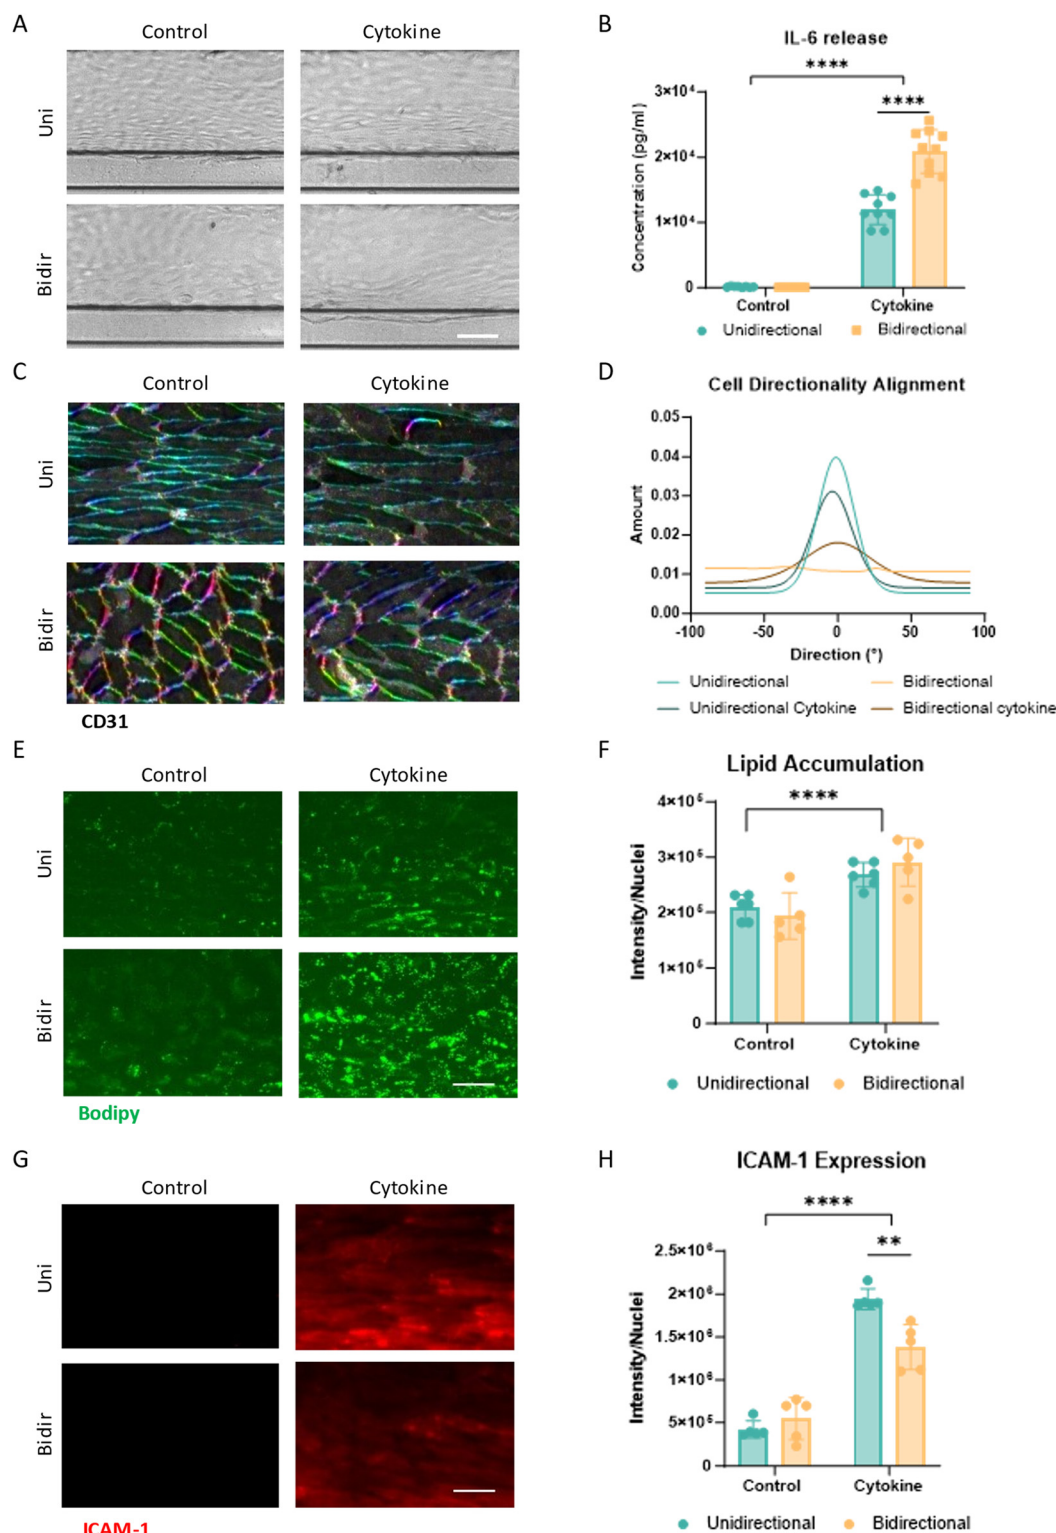 A
Control
Cytokine
Uni
Bidir
B
IL-6 release
****
****
Concentration (pg/ml)
3×10⁴
2×10⁴
1×10⁴
0
Control
Cytokine
Unidirectional
Bidirectional
C
Control
Cytokine
Uni
Bidir
CD31
D
Cell Directionality Alignment
Amount
0.05
0.04
0.03
0.02
0.01
0.00
-100
-50
0
50
100
Direction (°)
Unidirectional
Bidirectional
Unidirectional Cytokine
Bidirectional cytokine
E
Control
Cytokine
Uni
Bidir
Bodipy
F
Lipid Accumulation
****
Intensity/Nuclei
4×10⁵
3×10⁵
2×10⁵
1×10⁵
0
Control
Cytokine
Unidirectional
Bidirectional
G
Control
Cytokine
Uni
Bidir
ICAM-1
H
ICAM-1 Expression
****
**
Intensity/Nuclei
2.5×10⁶
2×10⁶
1.5×10⁶
1×10⁶
5×10⁵
0
Control
Cytokine
Unidirectional
Bidirectional